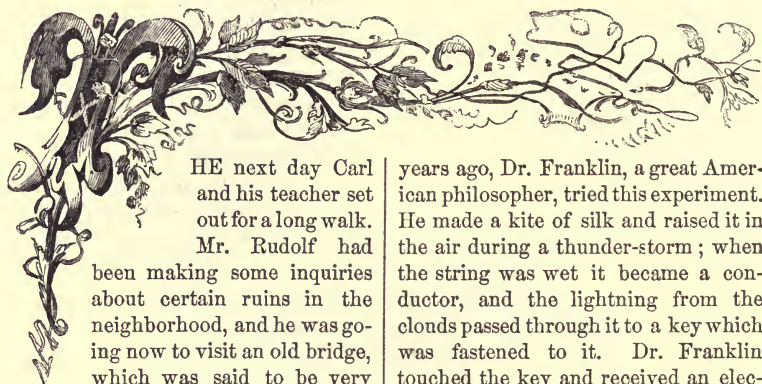 THE next day Carl
and his teacher set
out for a long walk.
Mr. Rudolf had
been making some inquiries
about certain ruins in the
neighborhood, and he was go-
ing now to visit an old bridge,
which was said to be very
years ago, Dr. Franklin, a great Amer-
ican philosopher, tried this experiment.
He made a kite of silk and raised it in
the air during a thunder-storm; when
the string was wet it became a con-
ductor, and the lightning from the
clouds passed through it to a key which
was fastened to it. Dr. Franklin
touched the key and received an elec-